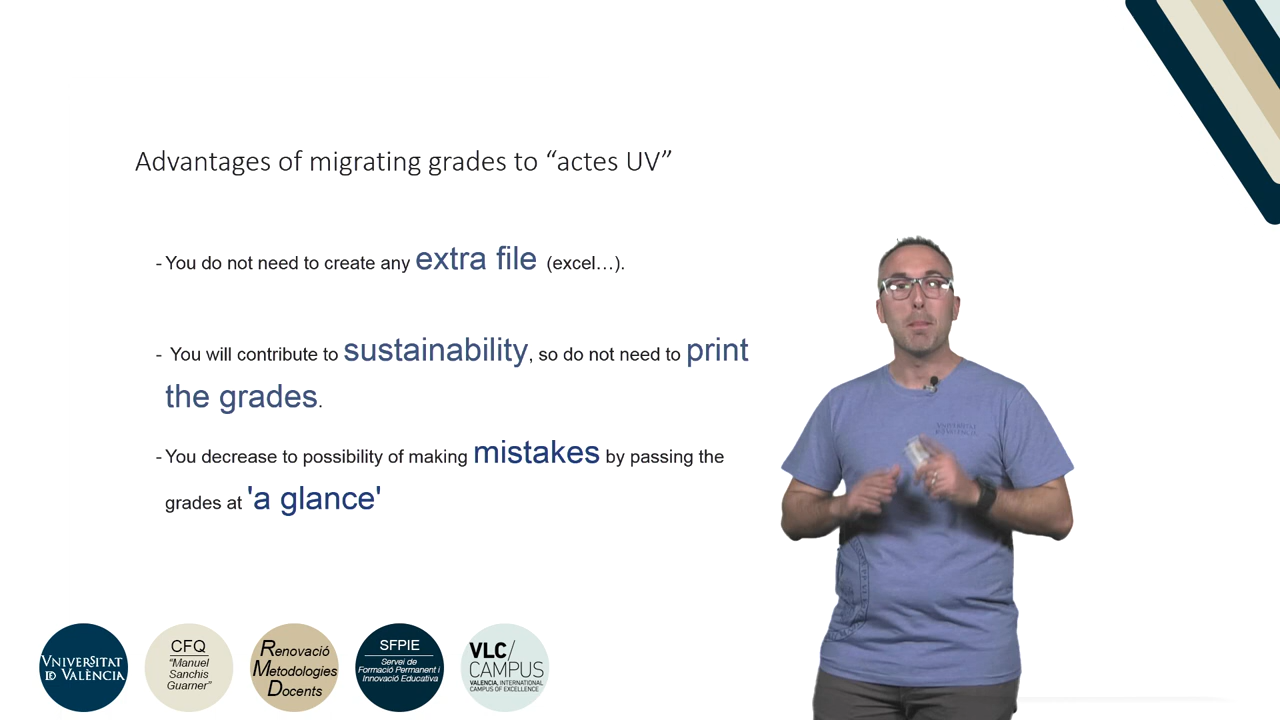 Advantages of migrating grades to “actes UV”
- You do not need to create any extra file (excel…).
- You will contribute to sustainability, so do not need to print
the grades.
- You decrease to possibility of making mistakes by passing the
grades at 'a glance'
VNIVERSITAT
ID VALÈNCIA
VNIVERSITAT
ID VALÈNCIA
CFQ
“Manuel
Sanchis
Guarner”
Renovació
Metodologies
Docents
SFPIE
Servei de
Formació Permanent i
Innovació Educativa
VLC/
CAMPUS
VALENCIA, INTERNATIONAL
CAMPUS OF EXCELLENCE